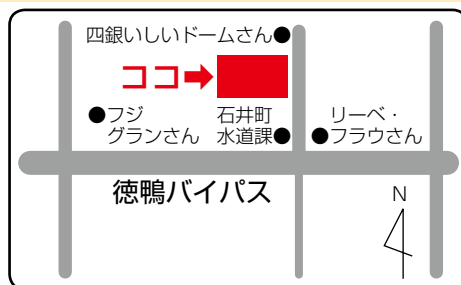 四銀いしいドームさん●
ココ➡
●フジ
グランさん
石井町
水道課●
リーベ・
●フラウさん
徳鴨バイパス
N